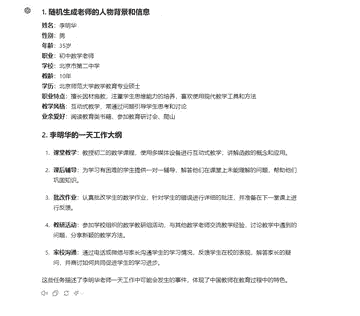 1. 随机生成老师的人物背景和信息
姓名：李明华
性别：男
年龄：35岁
职业：初中数学老师
学校：北京市第二中学
教龄：10年
学历：北京师范大学数学教育专业硕士
职业特点：擅长因材施教，注重学生思维能力的培养，喜欢使用现代教学工具和方法
教学风格：互动式教学，常通过问题引导学生思考和讨论
业余爱好：阅读教育类书籍，参加教育研讨会，爬山
2. 李明华的一天工作大纲
1. 课堂教学：教授初二的数学课程，使用多媒体设备进行互动式教学，讲解函数的概念和应用。
2. 课后辅导：为学习有困难的学生提供一对一辅导，解答他们在课堂上未能理解的问题，帮助他们
巩固知识。
3. 批改作业：认真批改学生的数学作业，针对学生的错误进行详细的批注，并准备在下一堂课上进
行反馈。
4. 教研活动：参加学校组织的数学教研组活动，与其他数学老师交流教学经验，讨论教学中遇到的
问题，分享新颖的教学方法。
5. 家校沟通：通过电话或微信与家长沟通学生的学习情况，反馈学生在校的表现，解答家长的疑
问，并商讨如何共同促进学生的学习进步。
这些任务描述了李明华老师一天工作中可能会发生的事件，体现了中国教师在教育过程中的特色。